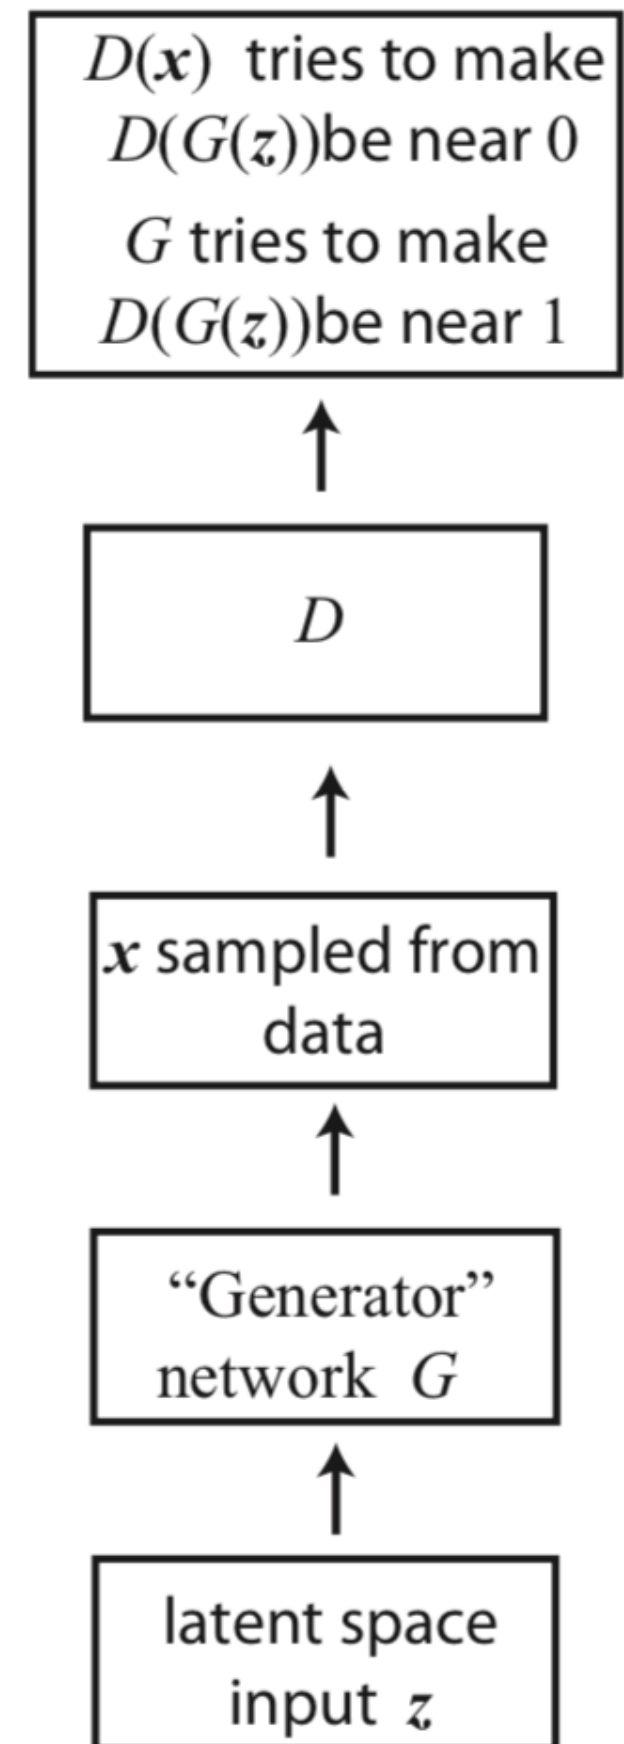 D(x) tries to make
D(G(z))be near 0
G tries to make
D(G(z))be near 1
D
x sampled from
data
“Generator”
network G
latent space
input z